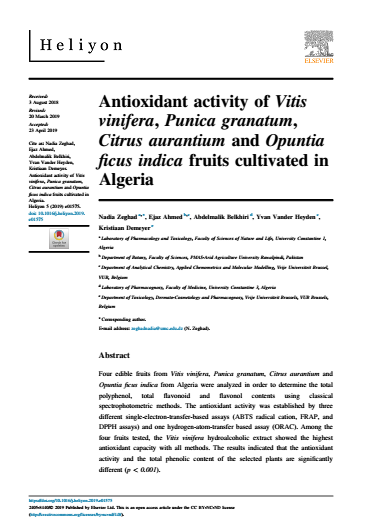 Heliyon
ELSEVIER
Received:
3 August 2018
Revised:
20 March 2019
Accepted:
23 April 2019
Cite as: Nadia Zeghad,
Ejaz Ahmed,
Abdelmalik Belkhiri,
Yvan Vander Heyden,
Kristiaan Demeyer.
Antioxidant activity of Vitis
vinifera, Punica granatum,
Citrus aurantium and Opuntia
ficus indica fruits cultivated in
Algeria.
Heliyon 5 (2019) e01575.
doi: 10.1016/j.heliyon.2019.
e01575
Antioxidant activity of Vitis
vinifera, Punica granatum,
Citrus aurantium and Opuntia
ficus indica fruits cultivated in
Algeria
Nadia Zeghad a,*, Ejaz Ahmed b,c, Abdelmalik Belkhiri d, Yvan Vander Heyden c,
Kristiaan Demeyer e
a Laboratory of Pharmacology and Toxicology, Faculty of Sciences of Nature and Life, University Constantine 1,
Algeria
b Department of Botany, Faculty of Sciences, PMAS-Arid Agriculture University Rawalpindi, Pakistan
c Department of Analytical Chemistry, Applied Chemometrics and Molecular Modelling, Vrije Universiteit Brussel,
VUB, Belgium
d Laboratory of Pharmacognosy, Faculty of Medicine, University Constantine 3, Algeria
e Department of Toxicology, Dermato-Cosmetology and Pharmacognosy, Vrije Universiteit Brussels, VUB Brussels,
Belgium
* Corresponding author.
E-mail address: (N. Zeghad).
Abstract
Four edible fruits from Vitis vinifera, Punica granatum, Citrus aurantium and
Opuntia ficus indica from Algeria were analyzed in order to determine the total
polyphenol, total flavonoid and flavonol contents using classical
spectrophotometric methods. The antioxidant activity was established by three
different single-electron-transfer-based assays (ABTS radical cation, FRAP, and
DPPH assays) and one hydrogen-atom-transfer based assay (ORAC). Among the
four fruits tested, the Vitis vinifera hydroalcoholic extract showed the highest
antioxidant capacity with all methods. The results indicated that the antioxidant
activity and the total phenolic content of the selected plants are significantly
different (p < 0.001).
https://doi.org/10.1016/j.heliyon.2019.e01575
2405-8440/© 2019 Published by Elsevier Ltd. This is an open access article under the CC BY-NC-ND license
(http://creativecommons.org/licenses/by-nc-nd/4.0/).